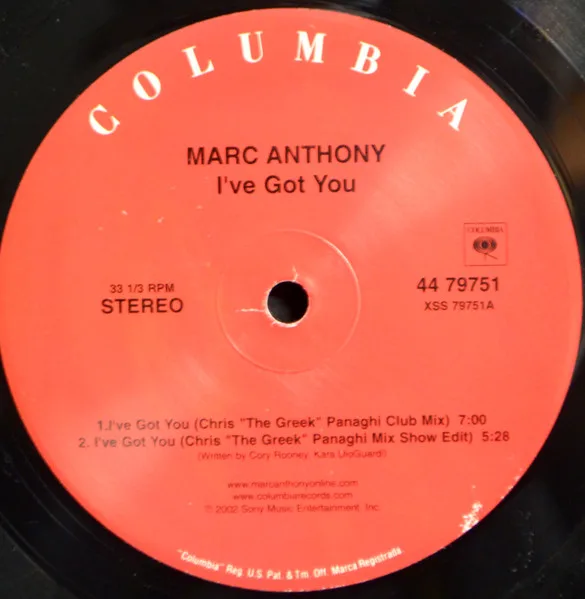 COLUMBIA
MARC ANTHONY
I've Got You
COLUMBIA
33 1/3 RPM
STEREO
44 79751
XSS 79751A
1.I've Got You (Chris "The Greek" Panaghi Club Mix) 7:00
2. I've Got You (Chris "The Greek" Panaghi Mix Show Edit) 5:28
(Written by Cory Rooney, Kara DioGuardi)
www.marcanthonyonline.com
www.columbiarecords.com
℗ 2002 Sony Music Entertainment Inc.
"Columbia" Reg. U.S. Pat. & Tm. Off. Marca Registrada.